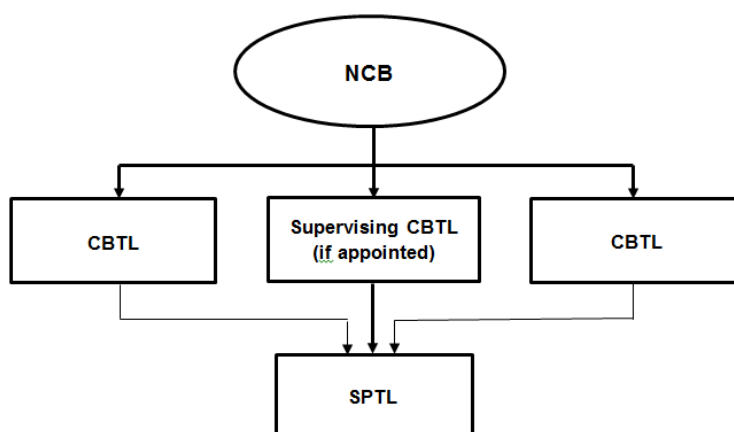 NCB
CBTL
Supervising CBTL
(if appointed)
CBTL
SPTL